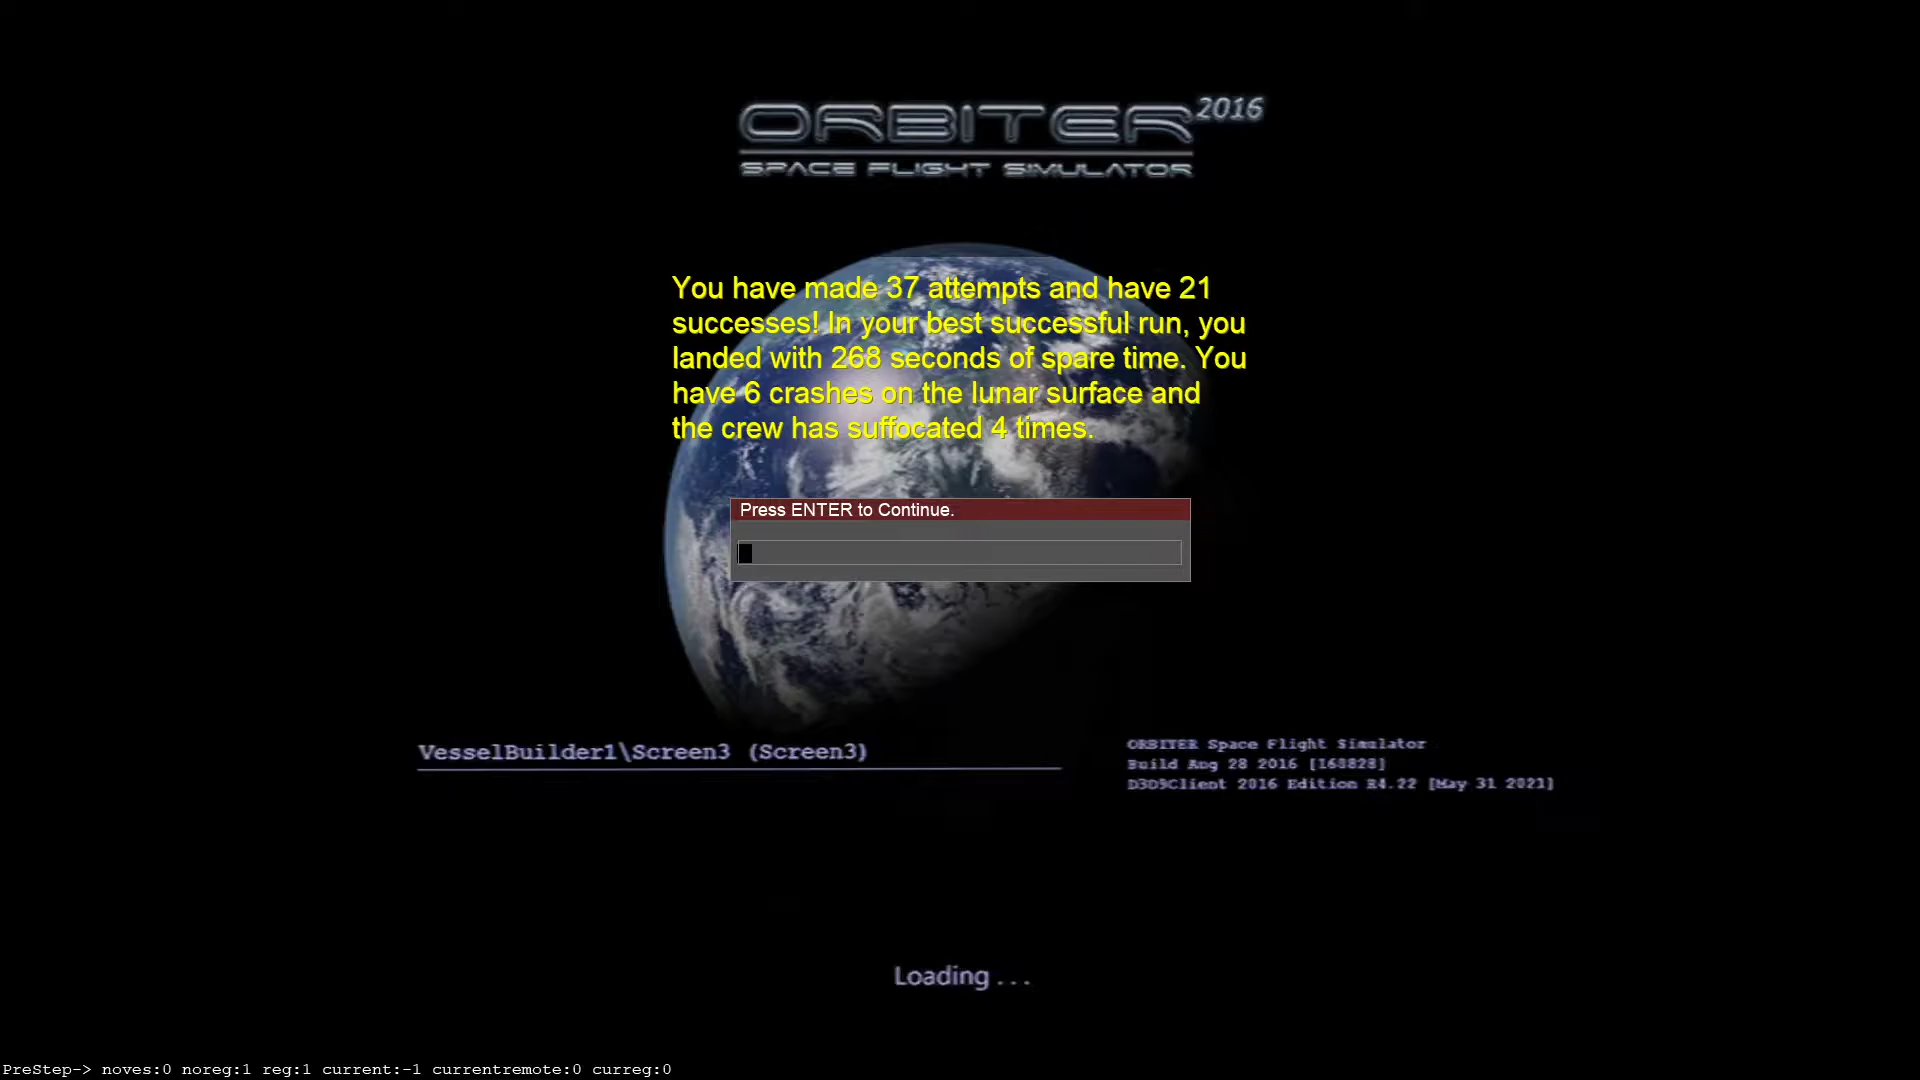 ORBITER 2016
SPACE FLIGHT SIMULATOR
You have made 37 attempts and have 21
successes! In your best successful run, you
landed with 268 seconds of spare time. You
have 6 crashes on the lunar surface and
the crew has suffocated 4 times.
Press ENTER to Continue.
VesselBuilder1\Screen3 (Screen3)
ORBITER Space Flight Simulator
Build Aug 28 2016 [160828]
D3D9Client 2016 Edition R4.22 [May 31 2021]
Loading ...
PreStep-> noves:0 noreg:1 reg:1 current:-1 currentremote:0 curreg:0